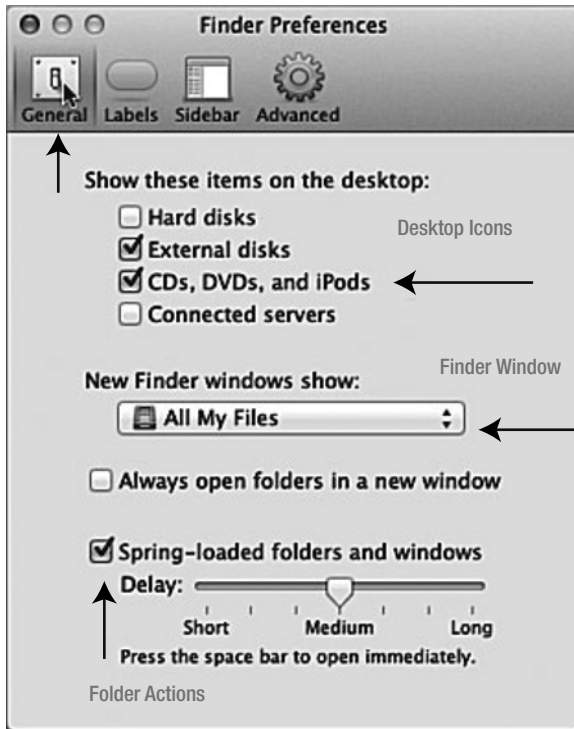 Finder Preferences
General Labels Sidebar Advanced
Show these items on the desktop:
Hard disks
Desktop Icons
External disks
CDs, DVDs, and iPods
Connected servers
Finder Window
New Finder windows show:
All My Files
Always open folders in a new window
Spring-loaded folders and windows
Delay:
Short Medium Long
Press the space bar to open immediately.
Folder Actions